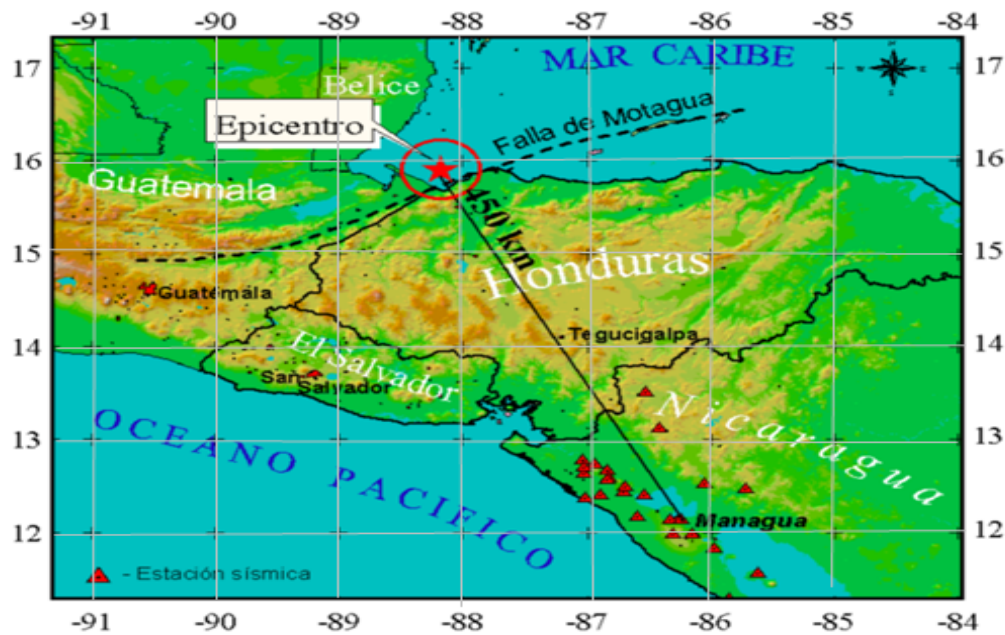 -91 -90 -89 -88 -87 -86 -85 -84
17 MAR CARIBE 17
Belice
Epicentro
Falla de Motagua
16 16
Guatemala
450 km
Honduras
15 15
Guatemala
Tegucigalpa
14 14
El Salvador
San Salvador
Nicaragua
13 13
OCEANO PACIFICO
12 Managua 12
- Estación sísmica
-91 -90 -89 -88 -87 -86 -85 -84